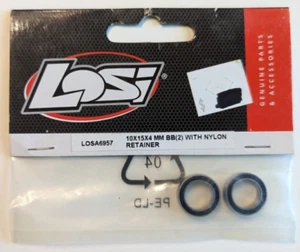 LOSI
GENUINE PARTS
& ACCESSORIES
LOSA6957
10X15X4 MM BB(2) WITH NYLON
RETAINER
04
PE-LD